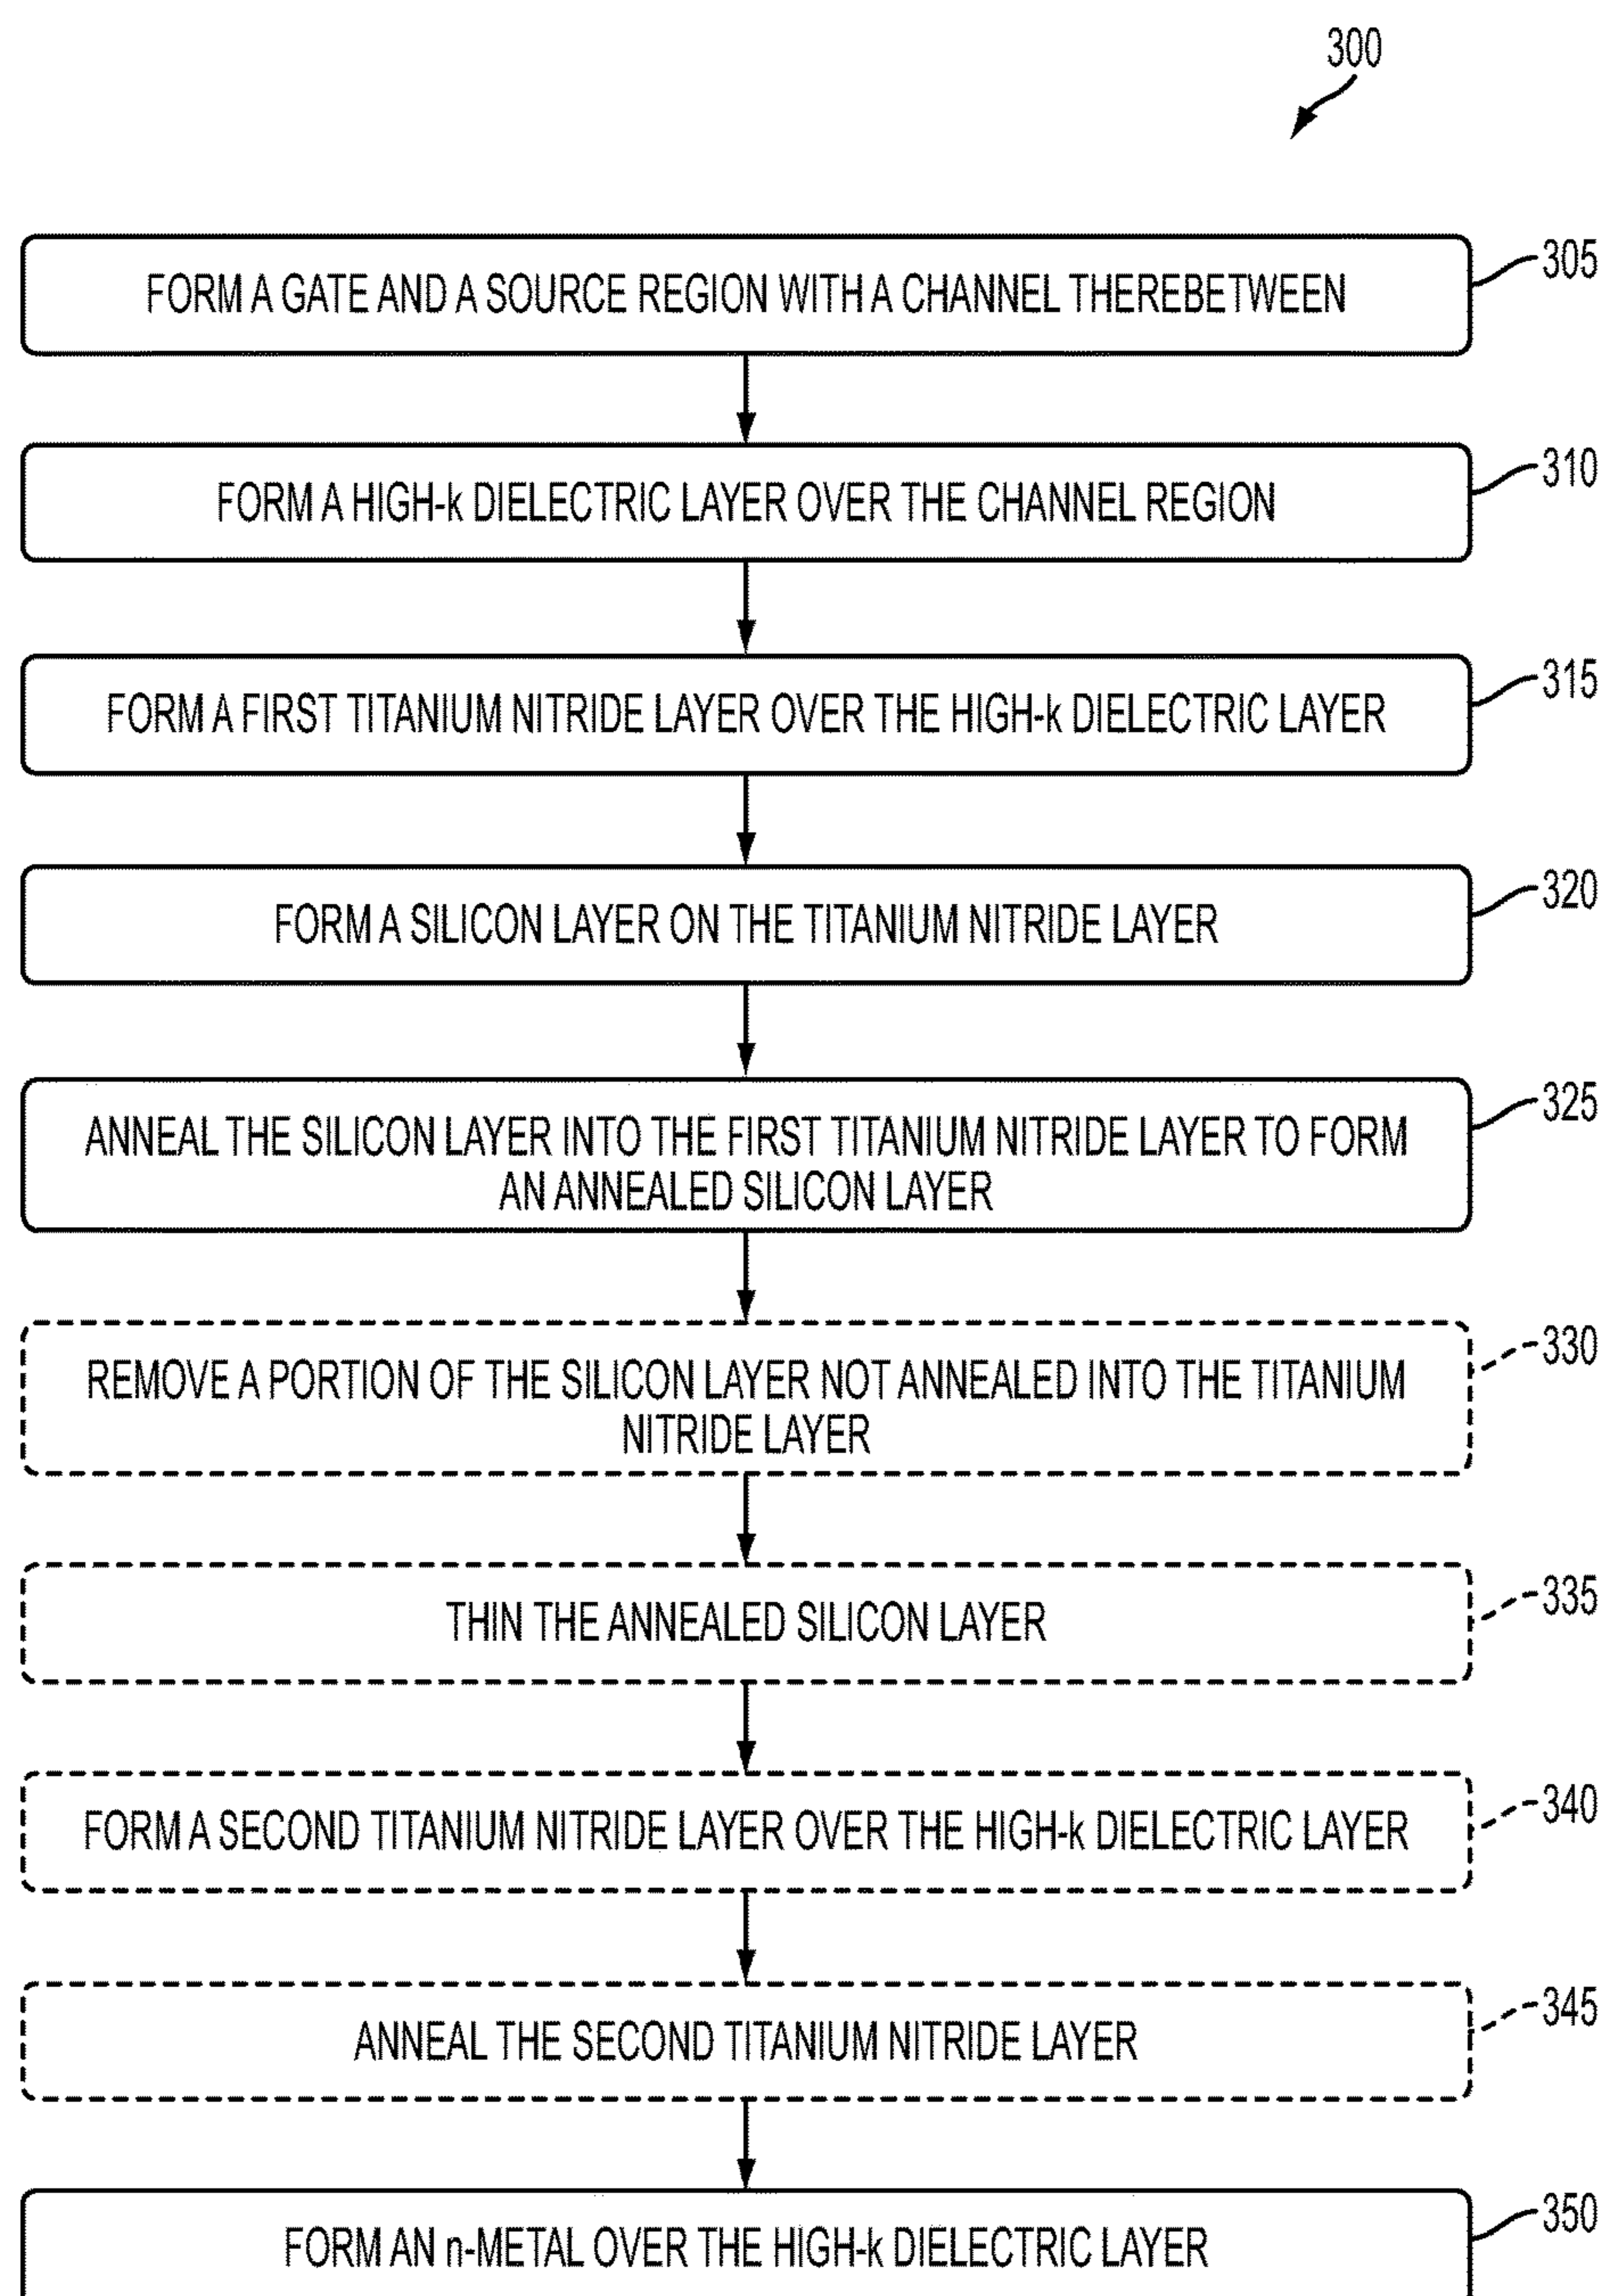 300
FORM A GATE AND A SOURCE REGION WITH A CHANNEL THEREBETWEEN
305
FORM A HIGH-k DIELECTRIC LAYER OVER THE CHANNEL REGION
310
FORM A FIRST TITANIUM NITRIDE LAYER OVER THE HIGH-k DIELECTRIC LAYER
315
FORM A SILICON LAYER ON THE TITANIUM NITRIDE LAYER
320
ANNEAL THE SILICON LAYER INTO THE FIRST TITANIUM NITRIDE LAYER TO FORM
AN ANNEALED SILICON LAYER
325
REMOVE A PORTION OF THE SILICON LAYER NOT ANNEALED INTO THE TITANIUM
NITRIDE LAYER
330
THIN THE ANNEALED SILICON LAYER
335
FORM A SECOND TITANIUM NITRIDE LAYER OVER THE HIGH-k DIELECTRIC LAYER
340
ANNEAL THE SECOND TITANIUM NITRIDE LAYER
345
FORM AN n-METAL OVER THE HIGH-k DIELECTRIC LAYER
350